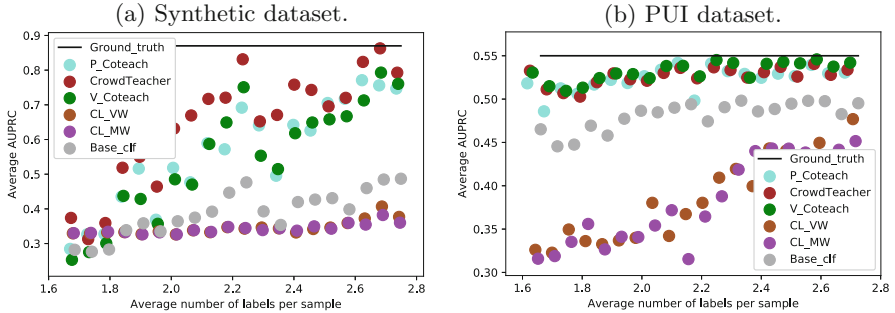 (a) Synthetic dataset.
0.9
0.8
0.7
0.6
0.5
0.4
0.3
Average AUPRC
Ground_truth
P_Coteach
CrowdTeacher
V_Coteach
CL_VW
CL_MW
Base_clf
1.6 1.8 2.0 2.2 2.4 2.6 2.8
Average number of labels per sample
(b) PUI dataset.
0.55
0.50
0.45
0.40
0.35
0.30
Average AUPRC
Ground_truth
P_Coteach
CrowdTeacher
V_Coteach
CL_VW
CL_MW
Base_clf
1.6 1.8 2.0 2.2 2.4 2.6 2.8
Average number of labels per sample